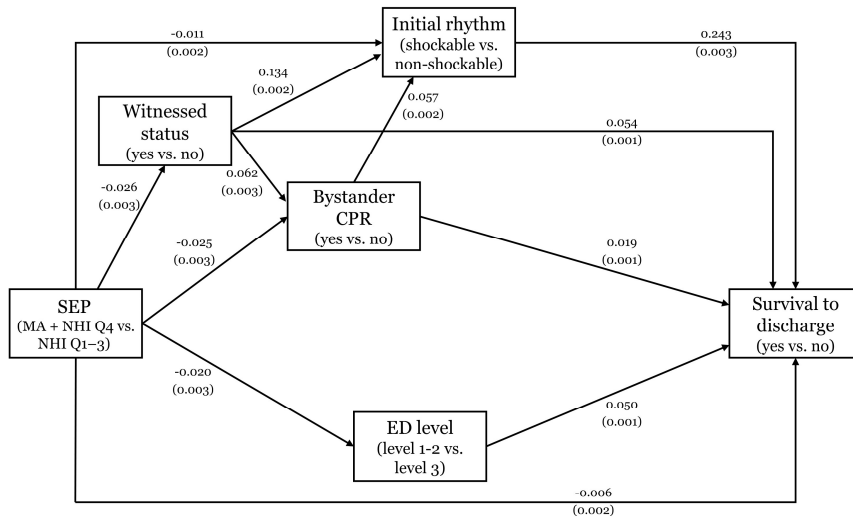 Initial rhythm
(shockable vs.
non-shockable)
-0.011
(0.002)
0.243
(0.003)
0.134
(0.002)
0.057
(0.002)
Witnessed
status
(yes vs. no)
0.054
(0.001)
0.062
(0.003)
-0.026
(0.003)
Bystander
CPR
(yes vs. no)
-0.025
(0.003)
0.019
(0.001)
SEP
(MA + NHI Q4 vs.
NHI Q1–3)
Survival to
discharge
(yes vs. no)
-0.020
(0.003)
0.050
(0.001)
ED level
(level 1-2 vs.
level 3)
-0.006
(0.002)